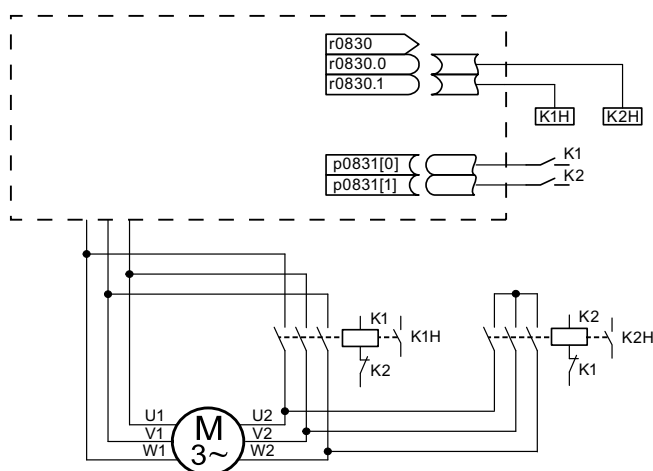 r0830
r0830.0
r0830.1
K1H K2H
p0831[0] K1
p0831[1] K2
K1 K1H
K2
K2 K2H
K1
U1 M U2
V1 3~ V2
W1 W2